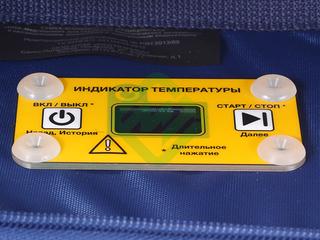 ИНДИКАТОР ТЕМПЕРАТУРЫ
ВКЛ / ВЫКЛ *
СТАРТ / СТОП *
Назад, История
Далее
* Длительное
нажатие